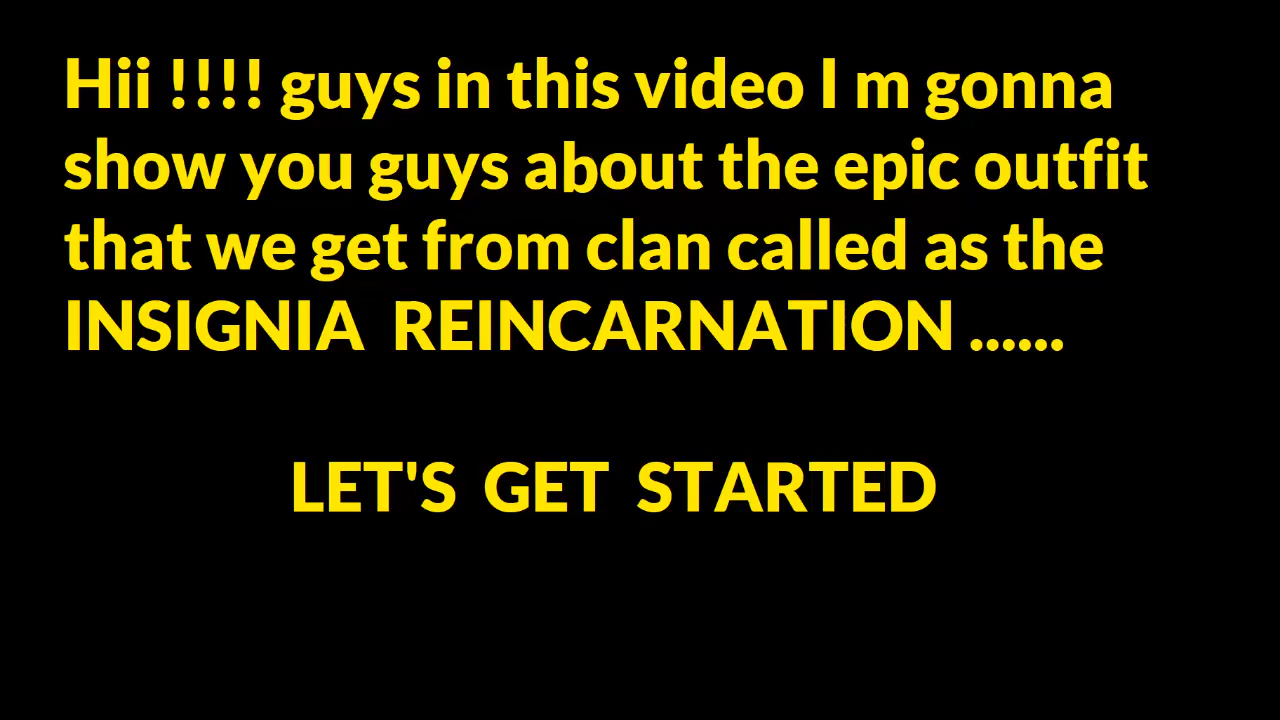 Hii !!!! guys in this video I m gonna
show you guys about the epic outfit
that we get from clan called as the
INSIGNIA REINCARNATION ......
LET'S GET STARTED